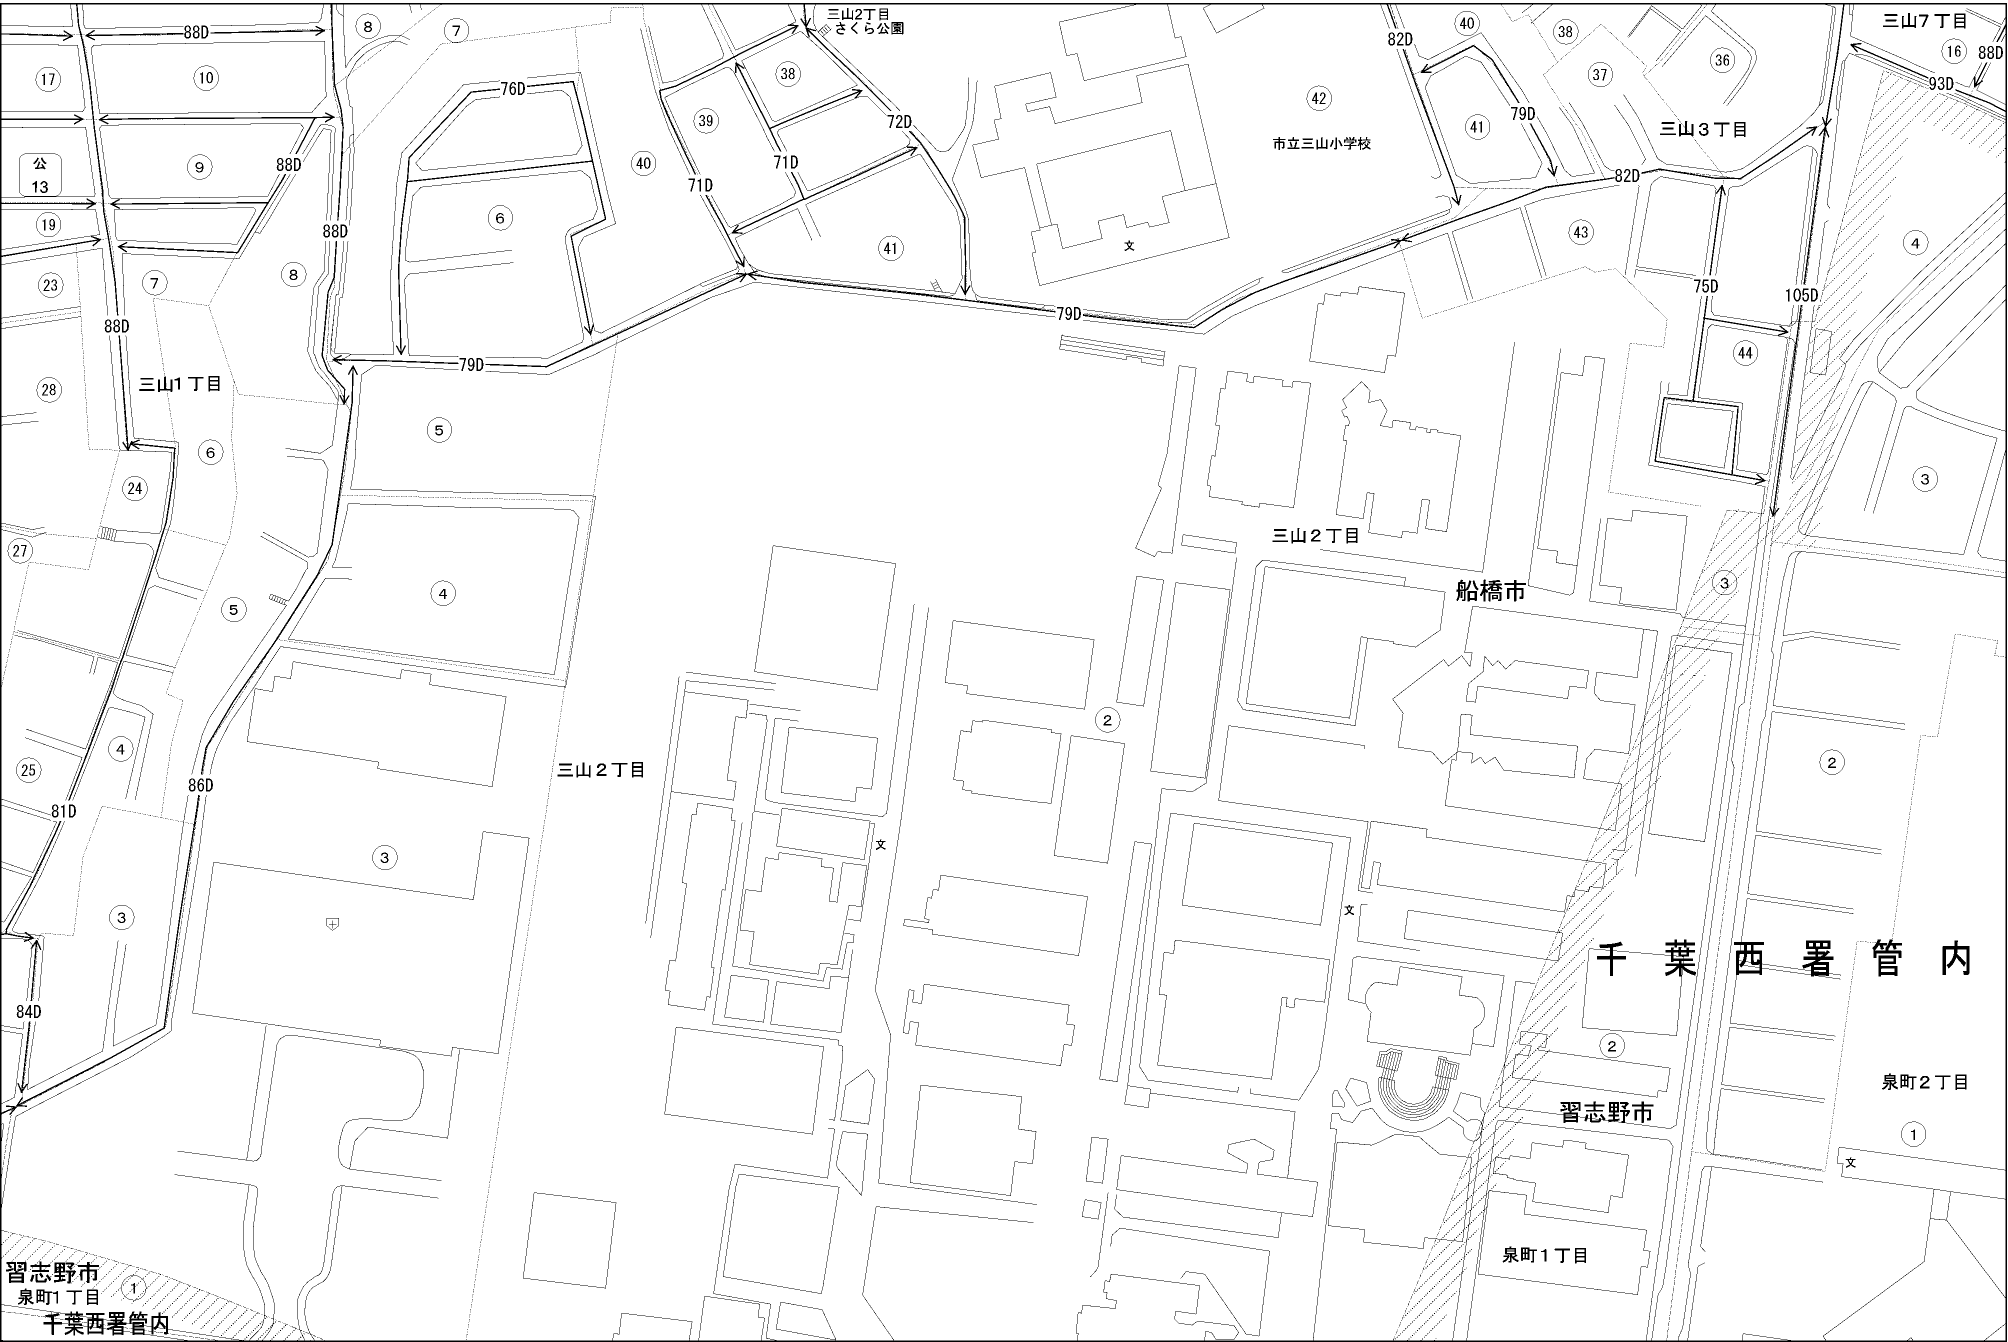 三山2丁目
さくら公園
三山７丁目
88D
8
7
82D
40
38
16
88D
17
10
76D
38
37
36
93D
42
39
72D
79D
41
三山３丁目
市立三山小学校
公
13
9
88D
40
71D
71D
82D
19
88D
6
41
文
43
4
23
7
8
75D
105D
88D
79D
79D
44
28
三山1丁目
5
6
24
3
27
三山２丁目
船橋市
3
5
4
2
4
25
三山２丁目
2
81D
86D
文
3
文
3
千葉西署管内
84D
2
泉町２丁目
習志野市
1
文
泉町１丁目
習志野市
泉町1丁目
1
千葉西署管内